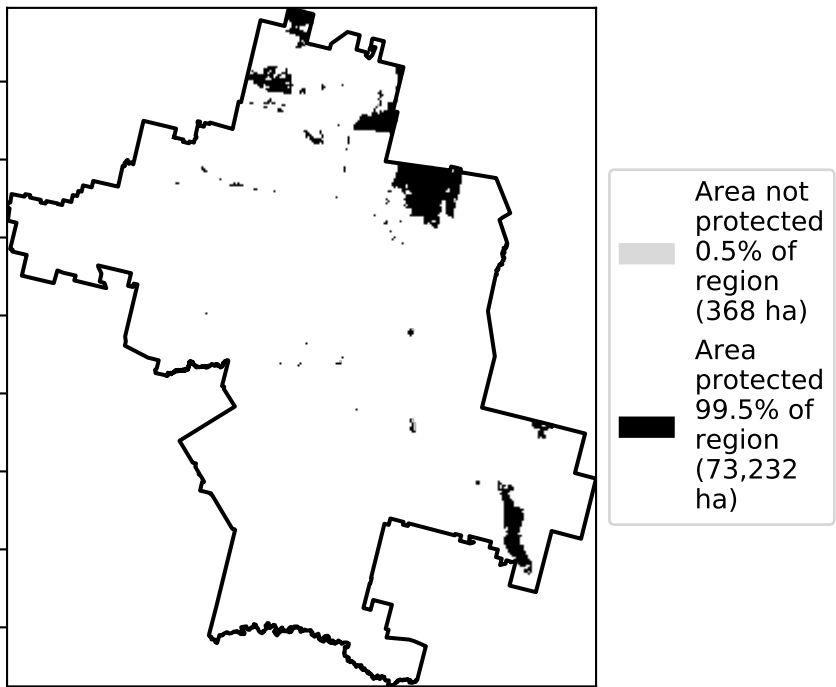 Area not
protected
0.5% of
region
(368 ha)
Area
protected
99.5% of
region
(73,232
ha)